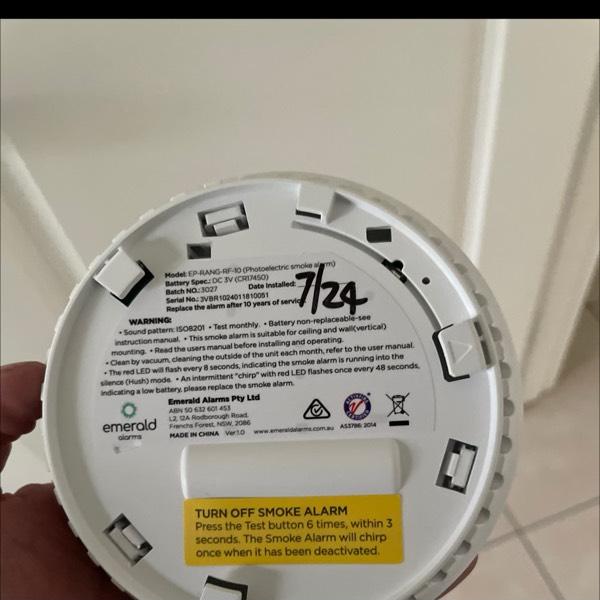 Model: EP-RANG-RF-10 (Photoelectric smoke alarm)
Battery Spec.: DC 3V (CR17450)
Batch NO.: 3027 Date Installed: 7/24
Serial No.: 3VBR1024011810051
Replace the alarm after 10 years of service
WARNING:
• Sound pattern: ISO8201 • Test monthly. • Battery non-replaceable-see
instruction manual. • This smoke alarm is suitable for ceiling and wall(vertical)
mounting. • Read the users manual before installing and operating.
• Clean by vacuum, cleaning the outside of the unit each month, refer to the user manual.
• The red LED will flash every 8 seconds, indicating the smoke alarm is running into the
silence (Hush) mode. • An intermittent "chirp" with red LED flashes once every 48 seconds,
indicating a low battery, please replace the smoke alarm.
emerald
alarms
Emerald Alarms Pty Ltd
ABN 50 632 601 453
L2, 12A Rodborough Road,
Frenchs Forest, NSW, 2086
MADE IN CHINA Ver:1.0 www.emeraldalarms.com.au
AS3786: 2014
TURN OFF SMOKE ALARM
Press the Test button 6 times, within 3
seconds. The Smoke Alarm will chirp
once when it has been deactivated.